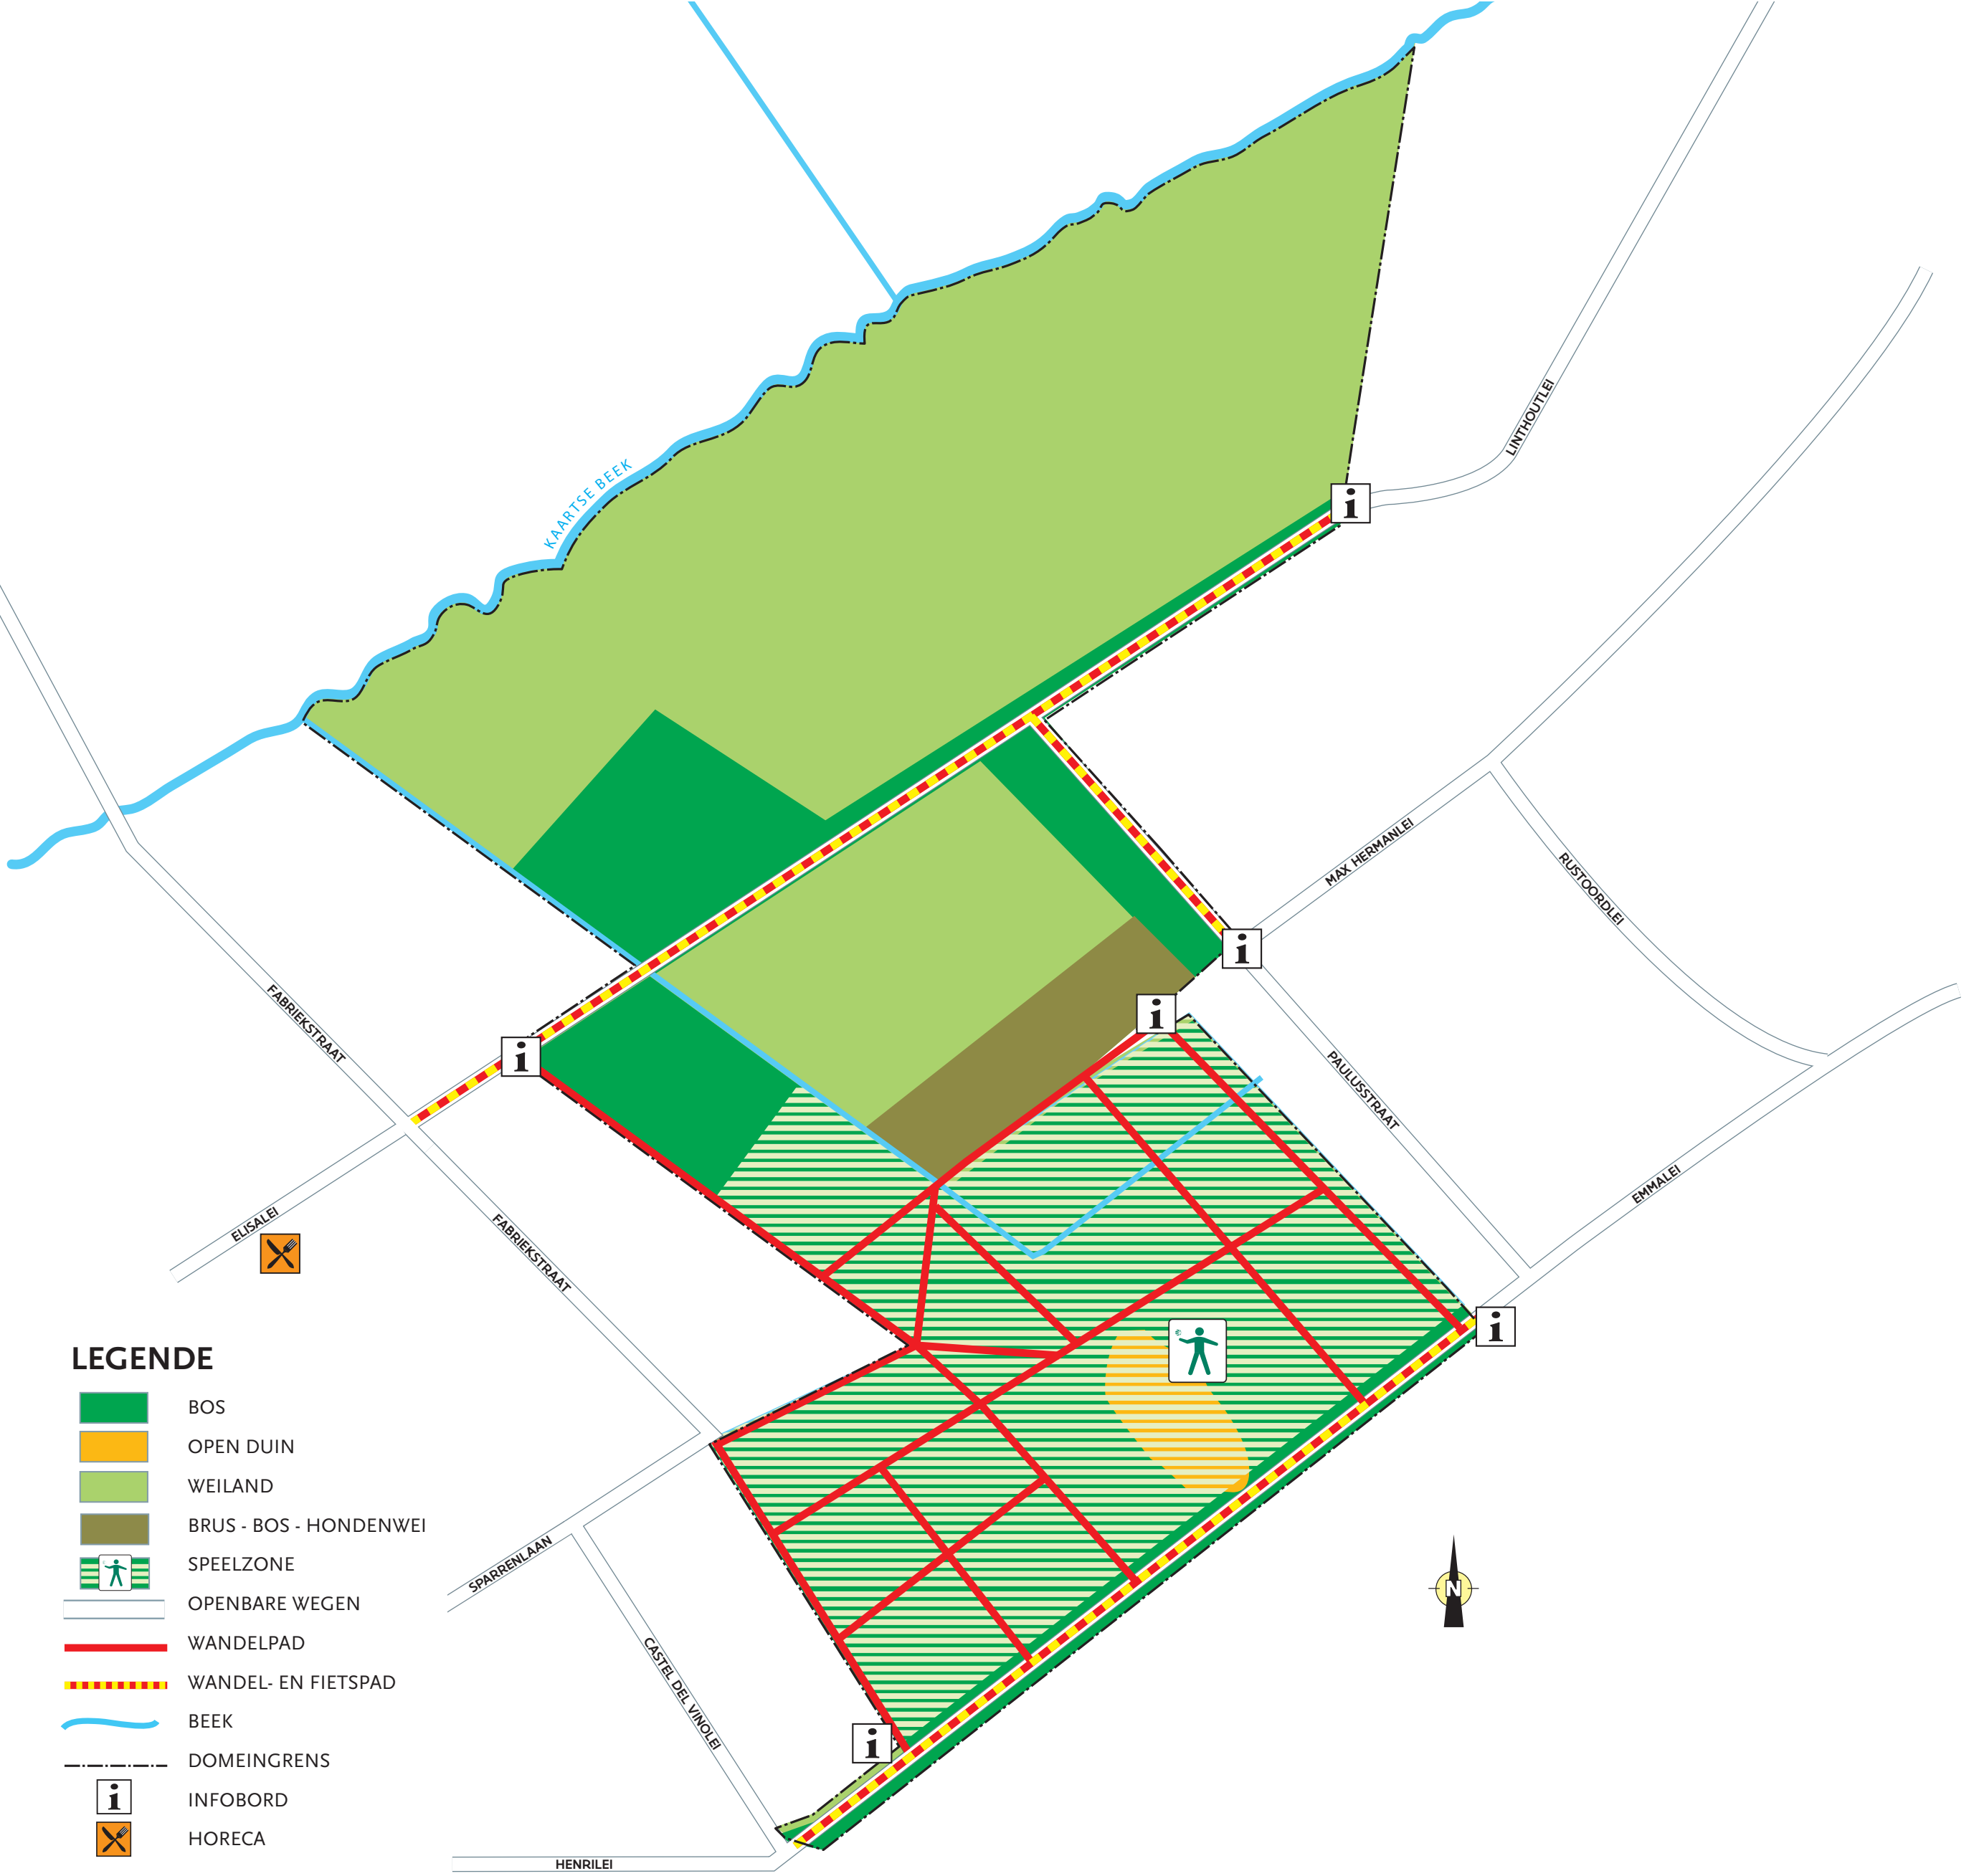 KAARTSE BEEK
LINTHOUTLEI
MAX HERMANLEI
RUSTOORDLEI
FABRIEKSTRAAT
PAULUSSTRAAT
EMMALEI
ELISALEI
FABRIEKSTRAAT
SPARRENLAAN
CASTEL DEL VINOLEI
HENRILEI
N
i
i
i
i
i
i
LEGENDE
BOS
OPEN DUIN
WEILAND
BRUS - BOS - HONDENWEI
SPEELZONE
OPENBARE WEGEN
WANDELPAD
WANDEL- EN FIETSPAD
BEEK
DOMEINGRENS
i INFOBORD
HORECA